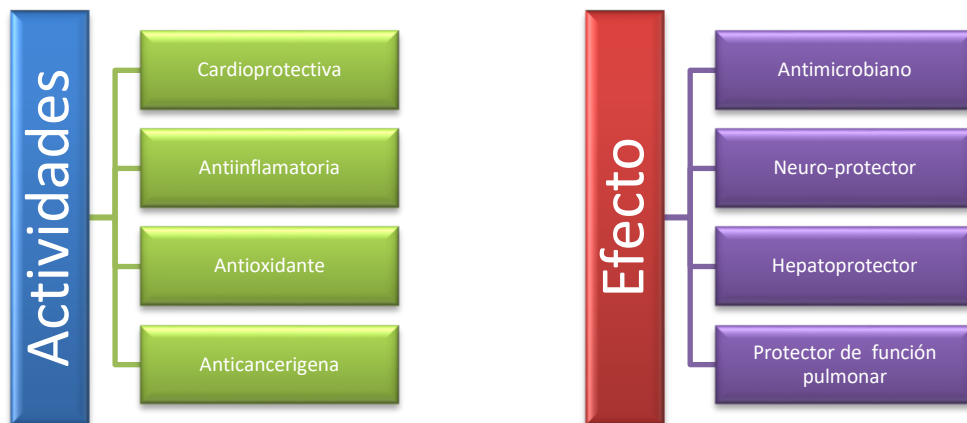 Actividades
Cardioprotectiva
Antiinflamatoria
Antioxidante
Anticancerigena
Efecto
Antimicrobiano
Neuro-protector
Hepatoprotector
Protector de función
pulmonar